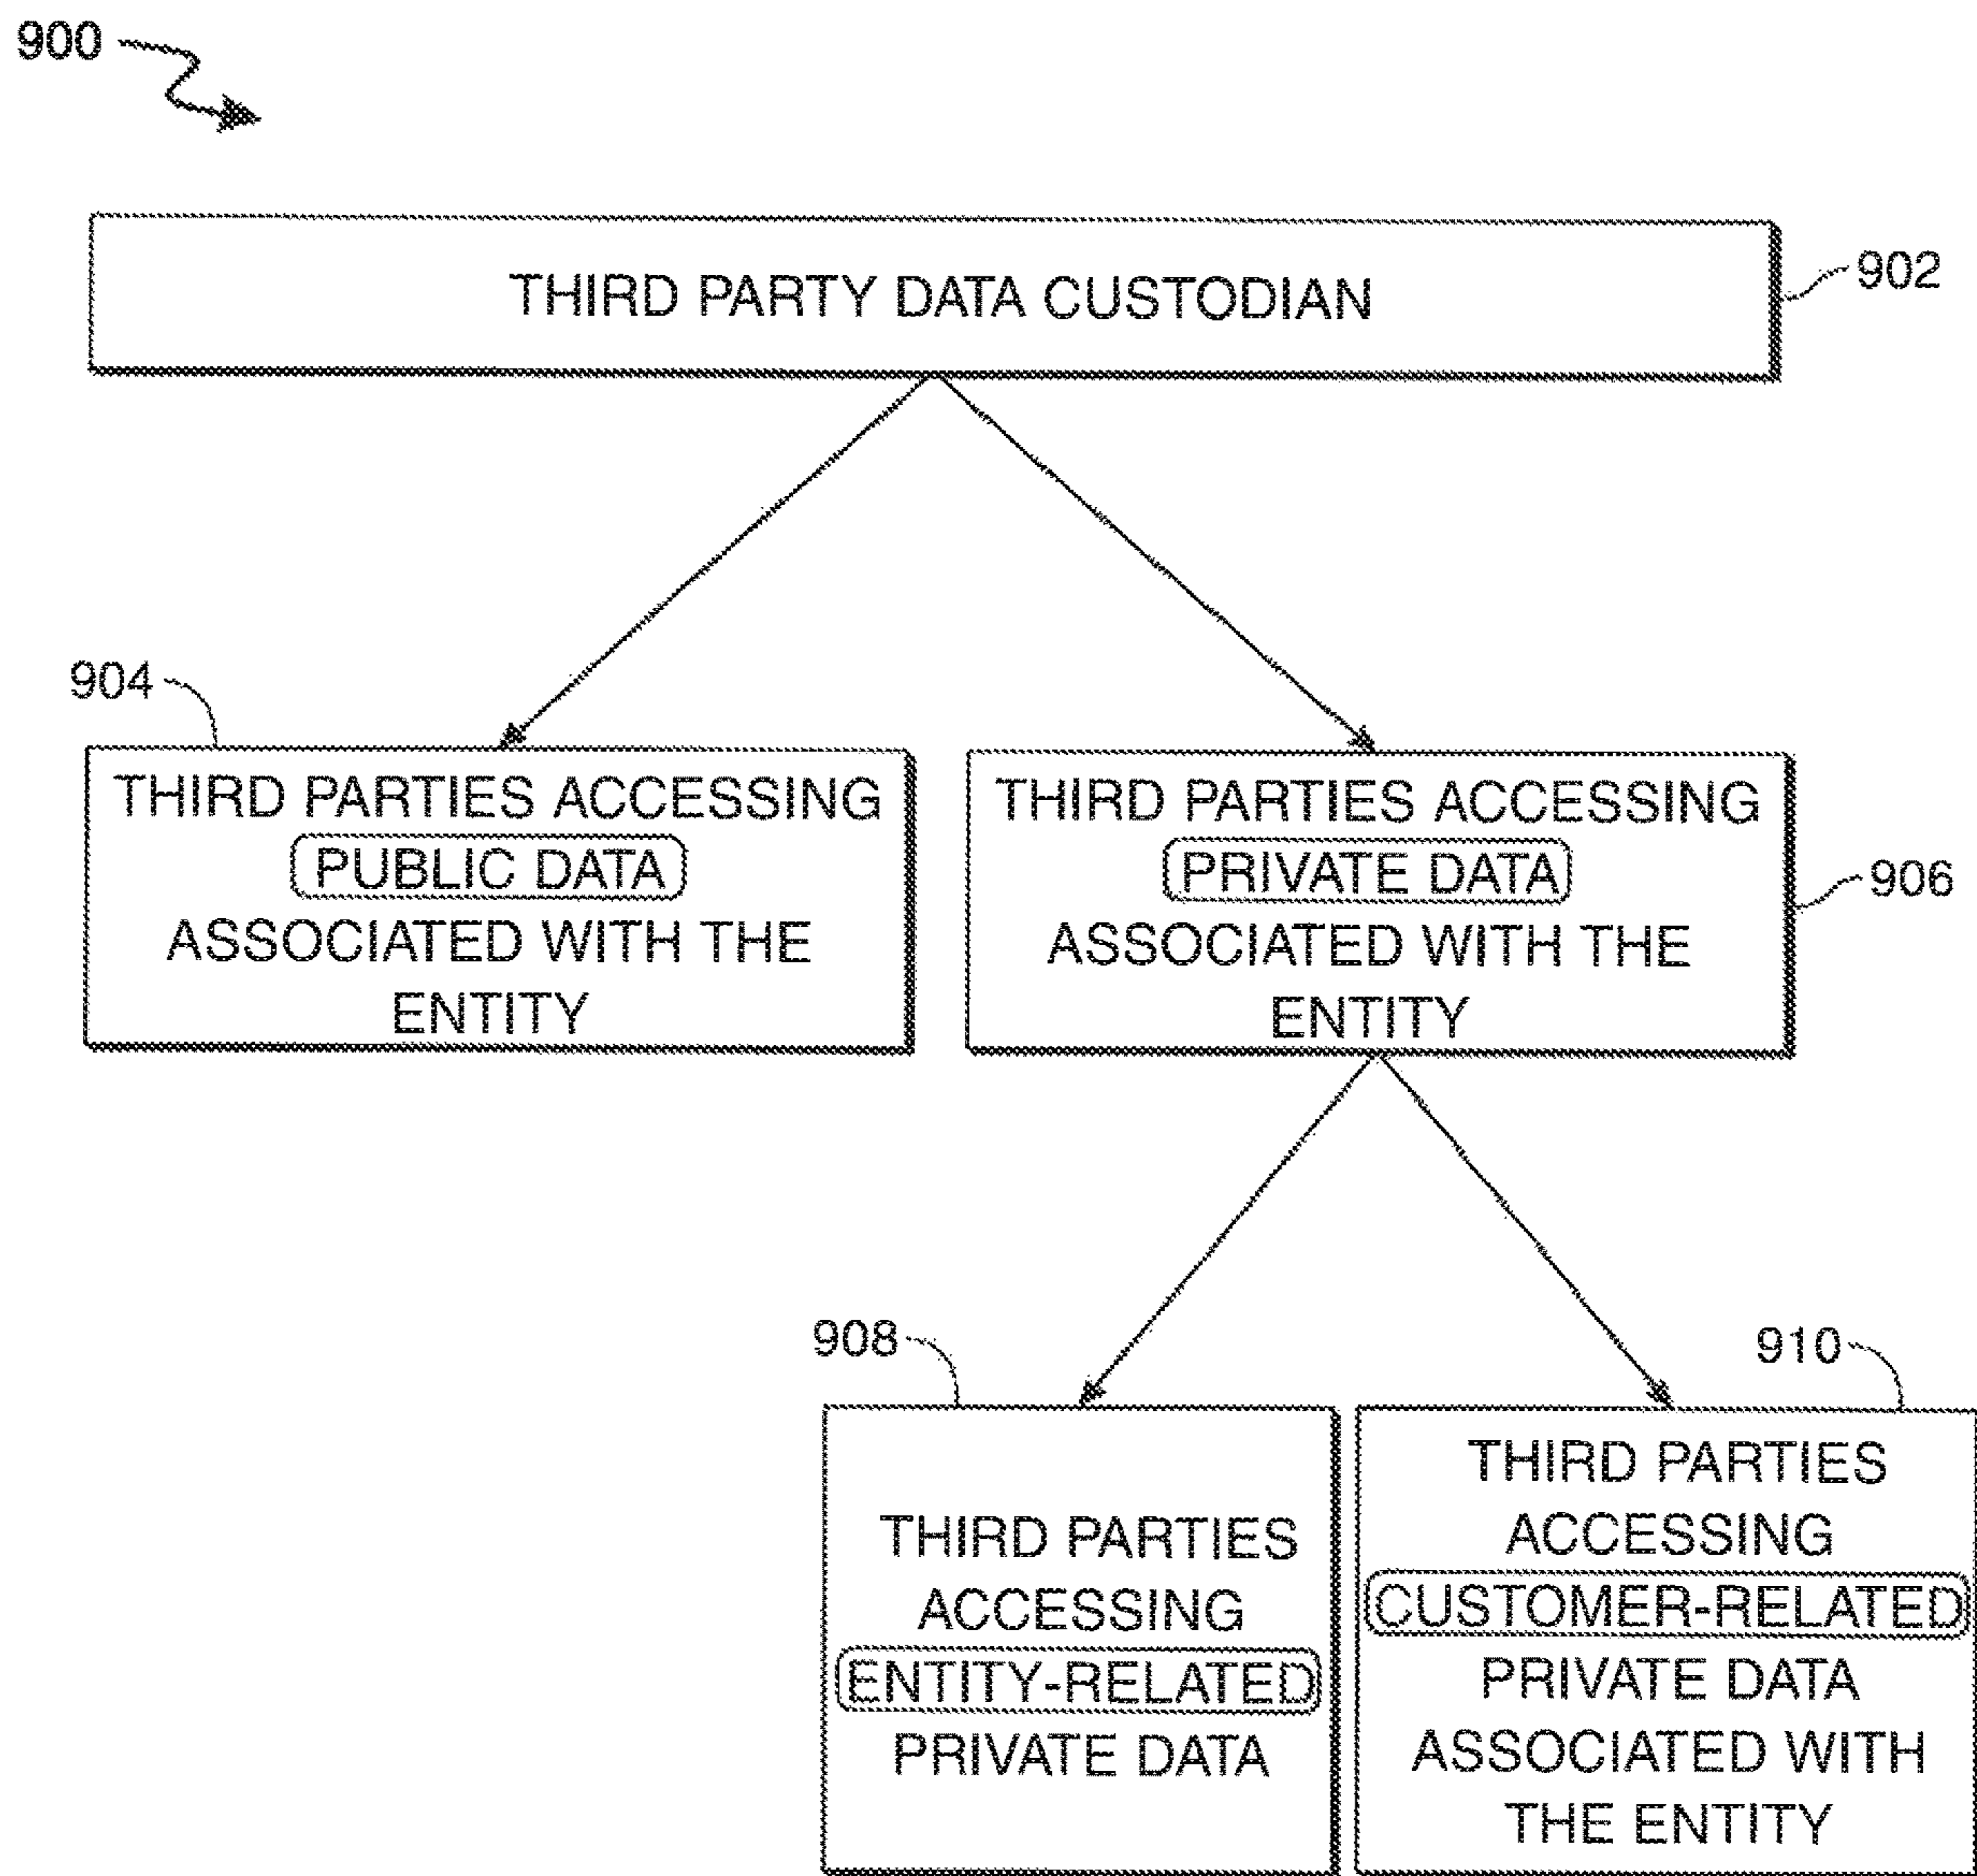 900
THIRD PARTY DATA CUSTODIAN
902
904
THIRD PARTIES ACCESSING
PUBLIC DATA
ASSOCIATED WITH THE
ENTITY
THIRD PARTIES ACCESSING
PRIVATE DATA
ASSOCIATED WITH THE
ENTITY
906
908
THIRD PARTIES
ACCESSING
ENTITY-RELATED
PRIVATE DATA
910
THIRD PARTIES
ACCESSING
CUSTOMER-RELATED
PRIVATE DATA
ASSOCIATED WITH
THE ENTITY